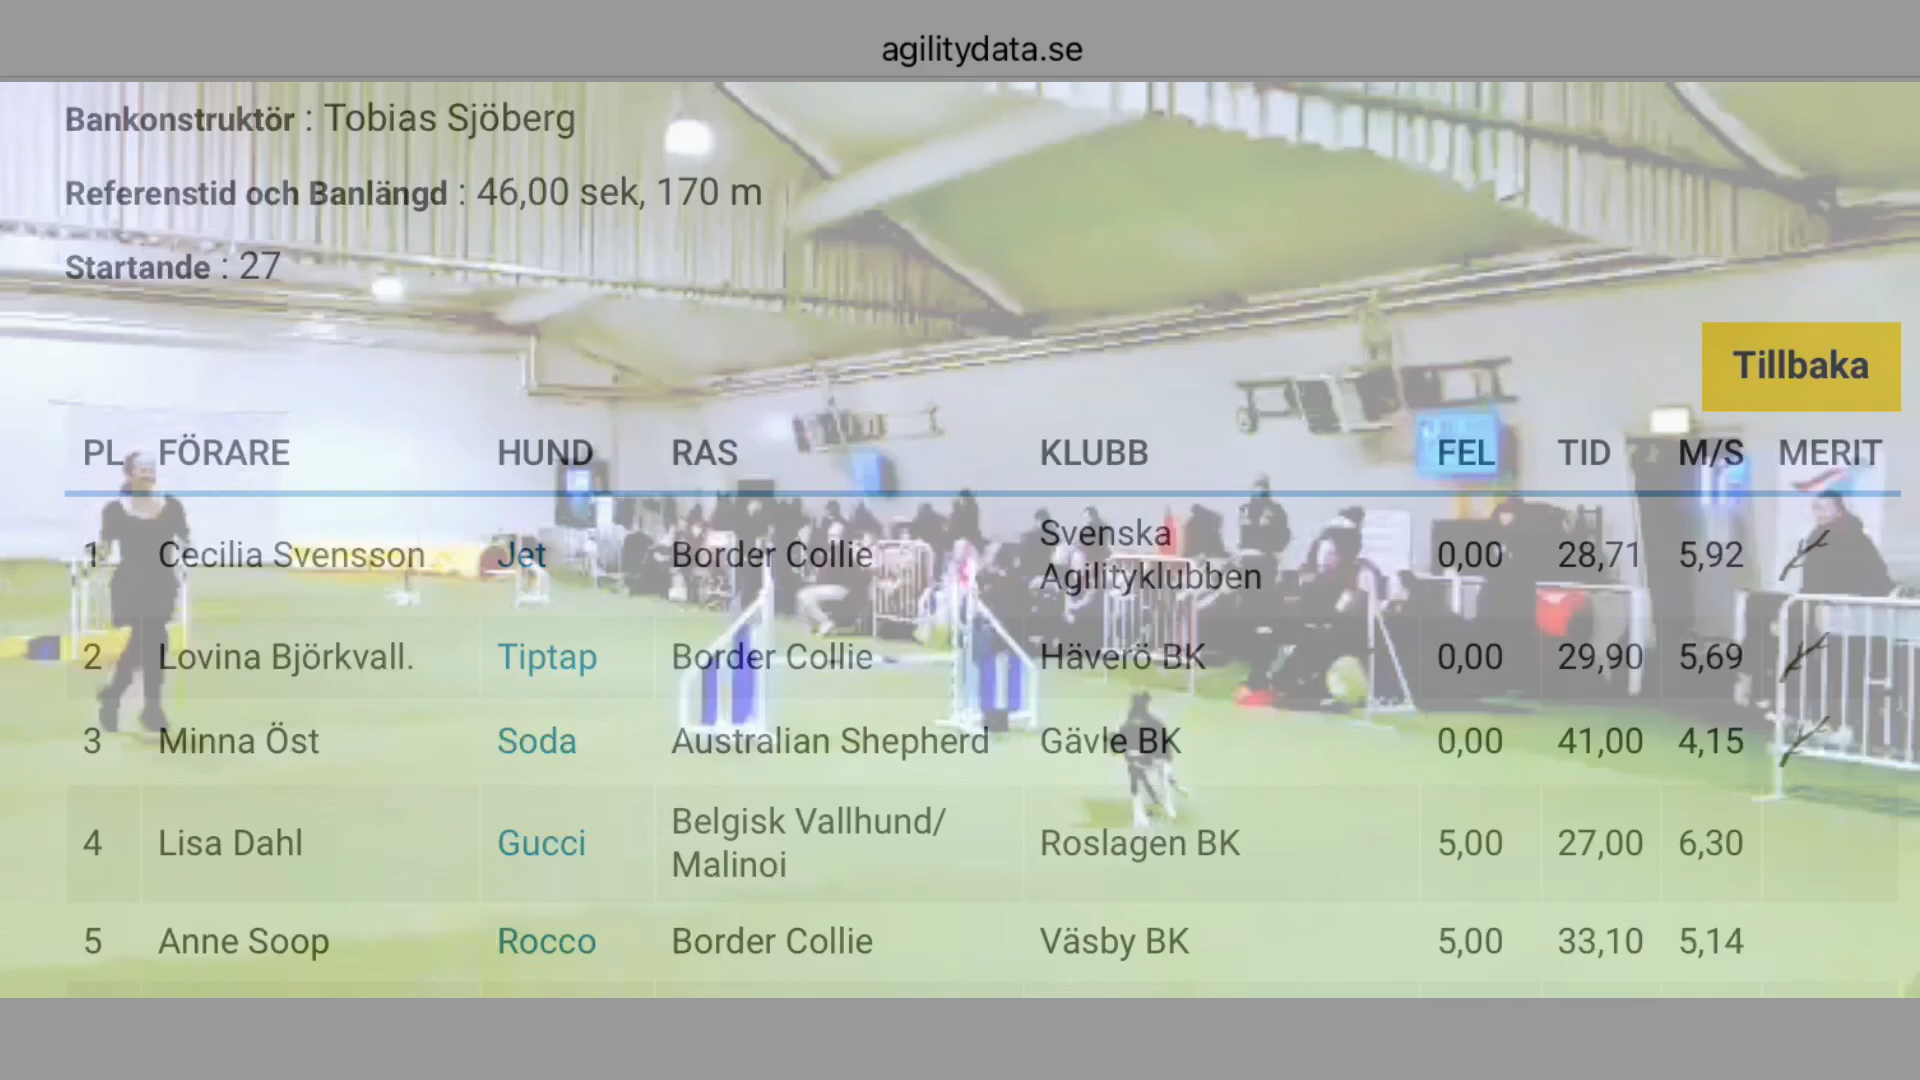 agilitydata.se
Bankonstruktör : Tobias Sjöberg
Referenstid och Banlängd : 46,00 sek, 170 m
Startande : 27
Tillbaka
PL FÖRARE HUND RAS KLUBB FEL TID M/S MERIT
1 Cecilia Svensson Jet Border Collie Svenska Agilityklubben 0,00 28,71 5,92
2 Lovina Björkvall. Tiptap Border Collie Häverö BK 0,00 29,90 5,69
3 Minna Öst Soda Australian Shepherd Gävle BK 0,00 41,00 4,15
4 Lisa Dahl Gucci Belgisk Vallhund/ Malinoi Roslagen BK 5,00 27,00 6,30
5 Anne Soop Rocco Border Collie Väsby BK 5,00 33,10 5,14